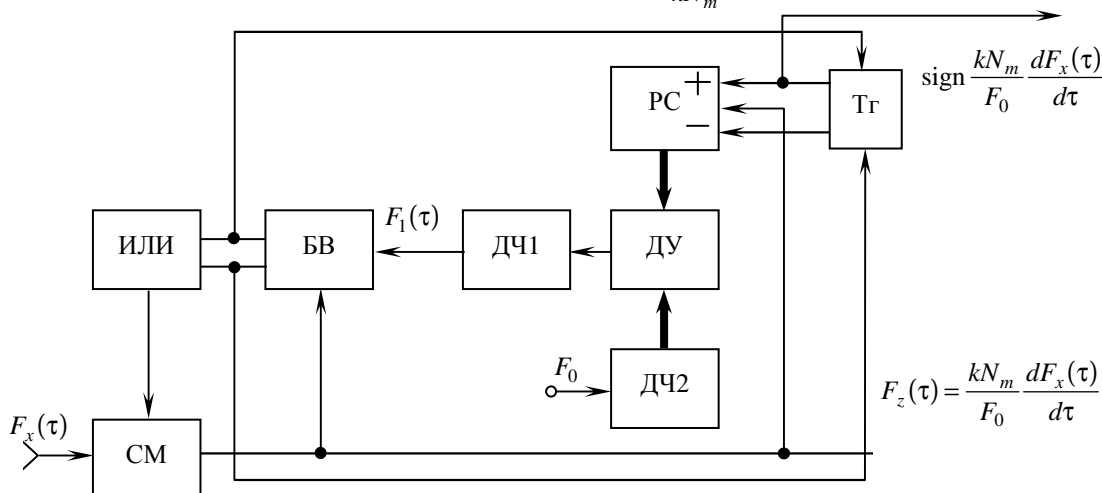 kN_m
sign kN_m/F_0 dF_x(τ)/dτ
+
РС
−
Тг
ИЛИ
БВ
F_1(τ)
ДЧ1
ДУ
F_0
ДЧ2
F_z(τ) = kN_m/F_0 dF_x(τ)/dτ
F_x(τ)
СМ